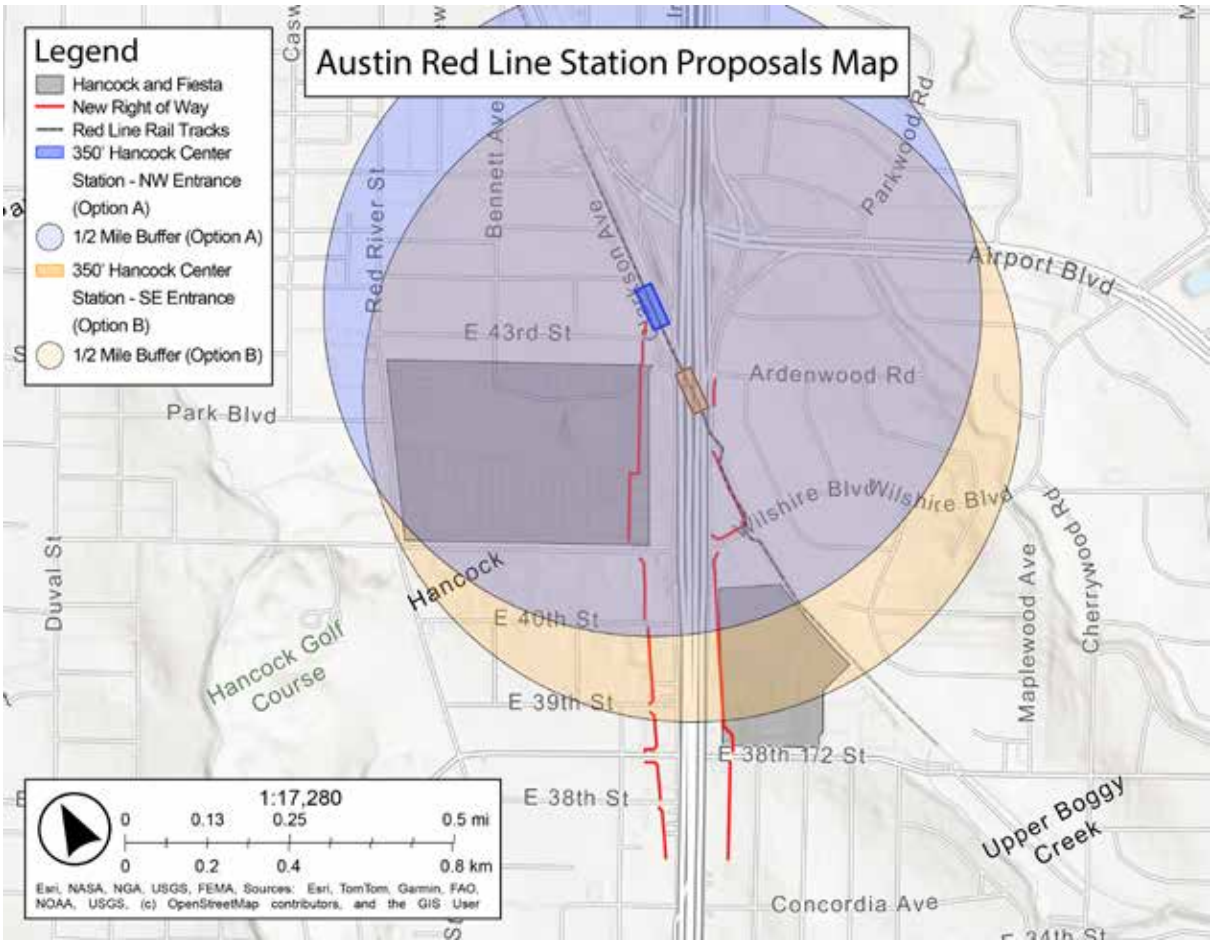 Legend
Hancock and Fiesta
New Right of Way
Red Line Rail Tracks
350' Hancock Center
Station - NW Entrance
(Option A)
1/2 Mile Buffer (Option A)
350' Hancock Center
Station - SE Entrance
(Option B)
1/2 Mile Buffer (Option B)
Austin Red Line Station Proposals Map
Red River St
Bennett Ave
Parkwood Rd
Airport Blvd
E 43rd St
Ardenwood Rd
Park Blvd
Wilshire Blvd
Wilshire Blvd
Duval St
Hancock
Cherrywood Rd
Maplewood Ave
E 40th St
Hancock Golf
Course
E 39th St
E 38th 1/2 St
E 38th St
Upper Boggy
Creek
Concordia Ave
E 34th St
1:17,280
0 0.13 0.25 0.5 mi
0 0.2 0.4 0.8 km
Esri, NASA, NGA, USGS, FEMA, Sources: Esri, TomTom, Garmin, FAO,
NOAA, USGS, (c) OpenStreetMap contributors, and the GIS User